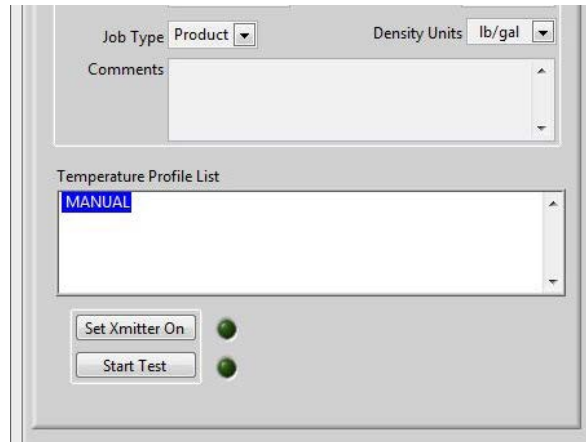 Job Type Product Density Units lb/gal
Comments
Temperature Profile List
MANUAL
Set Xmitter On
Start Test